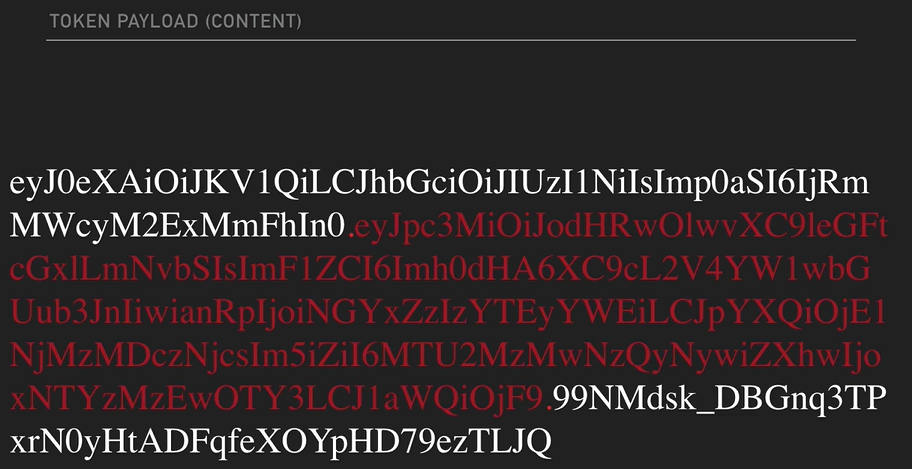 TOKEN PAYLOAD (CONTENT)
eyJ0eXAiOiJKV1QiLCJhbGciOiJIUzI1NiIsImp0aSI6IjRm
MWcyM2ExMmFhIn0.eyJpc3MiOiJodHRwOlwvXC9leGFt
cGxlLmNvbSIsImF1ZCI6Imh0dHA6XC9cL2V4YW1wbG
Uub3JnIiwianRpIjoiNGYxZzIzYTEyYWEiLCJpYXQiOjE1
NjMzMDczNjcsIm5iZiI6MTU2MzMwNzQyNywiZXhwIjo
xNTYzMzEwOTY3LCJ1aWQiOjF9.99NMdsk_DBGnq3TP
xrN0yHtADFqfeXOYpHD79ezTLJQ